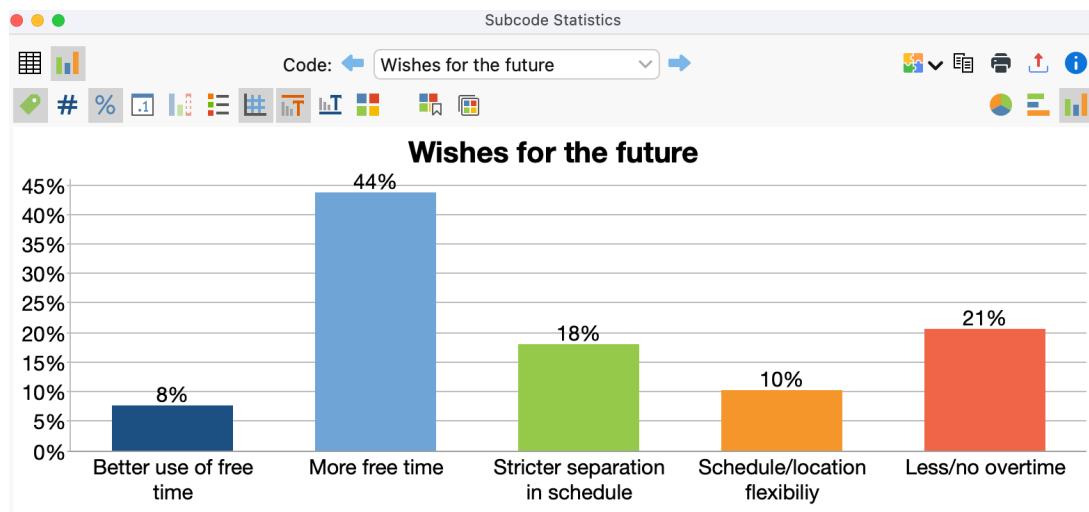 Subcode Statistics
Code:
Wishes for the future
#
%
.1
Wishes for the future
45%
40%
35%
30%
25%
20%
15%
10%
5%
0%
8%
44%
18%
10%
21%
Better use of free
time
More free time
Stricter separation
in schedule
Schedule/location
flexibiliy
Less/no overtime